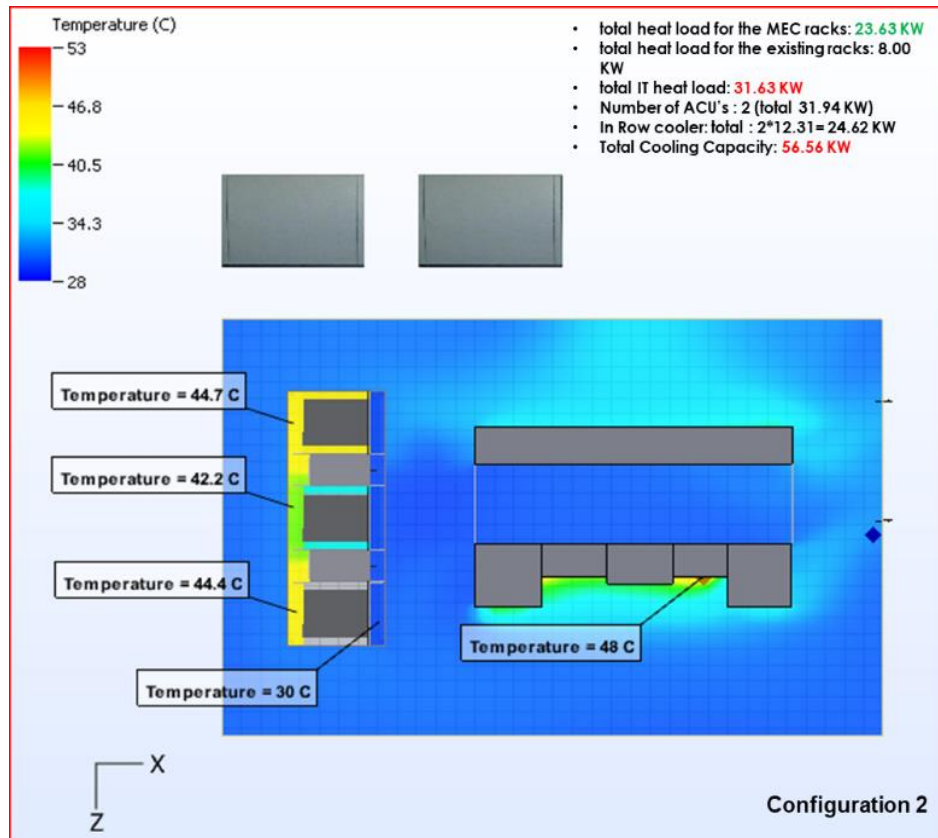 Temperature (C)
53
46.8
40.5
34.3
28
• total heat load for the MEC racks: 23.63 KW
• total heat load for the existing racks: 8.00
KW
• total IT heat load: 31.63 KW
• Number of ACU's : 2 (total 31.94 KW)
• In Row cooler: total : 2*12.31= 24.62 KW
• Total Cooling Capacity: 56.56 KW
Temperature = 44.7 C
Temperature = 42.2 C
Temperature = 44.4 C
Temperature = 48 C
Temperature = 30 C
X
Z
Configuration 2